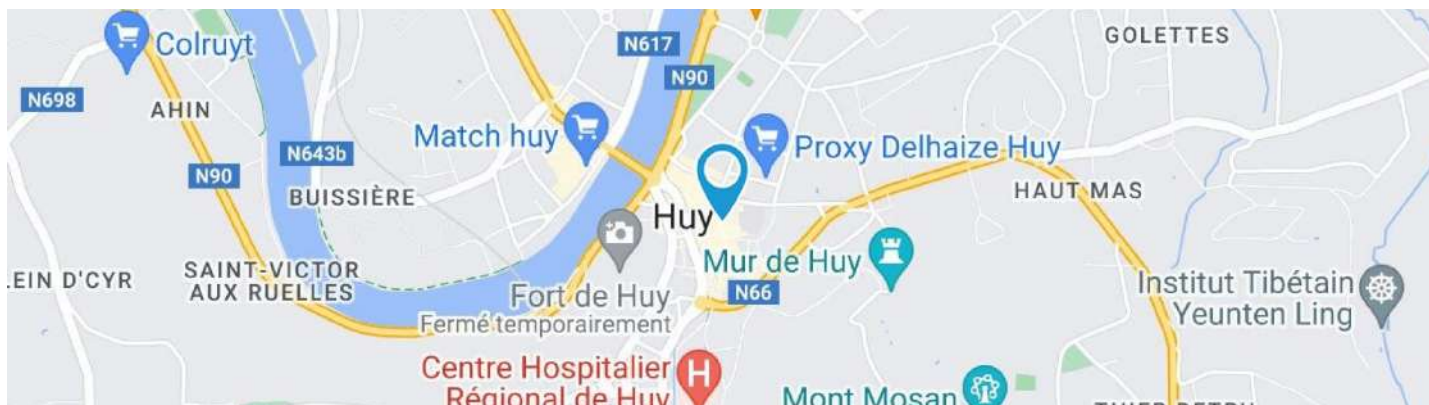 Colruyt
N617
GOLETTES
N90
N698
AHIN
Match huy
Proxy Delhaize Huy
N643b
N90
BUISSIÈRE
HAUT MAS
Huy
Mur de Huy
SAINT-VICTOR
AUX RUELLES
EIN D'CYR
Fort de Huy
Fermé temporairement
N66
Institut Tibétain
Yeunten Ling
Centre Hospitalier
Régional de Huy
H
Mont Mosan